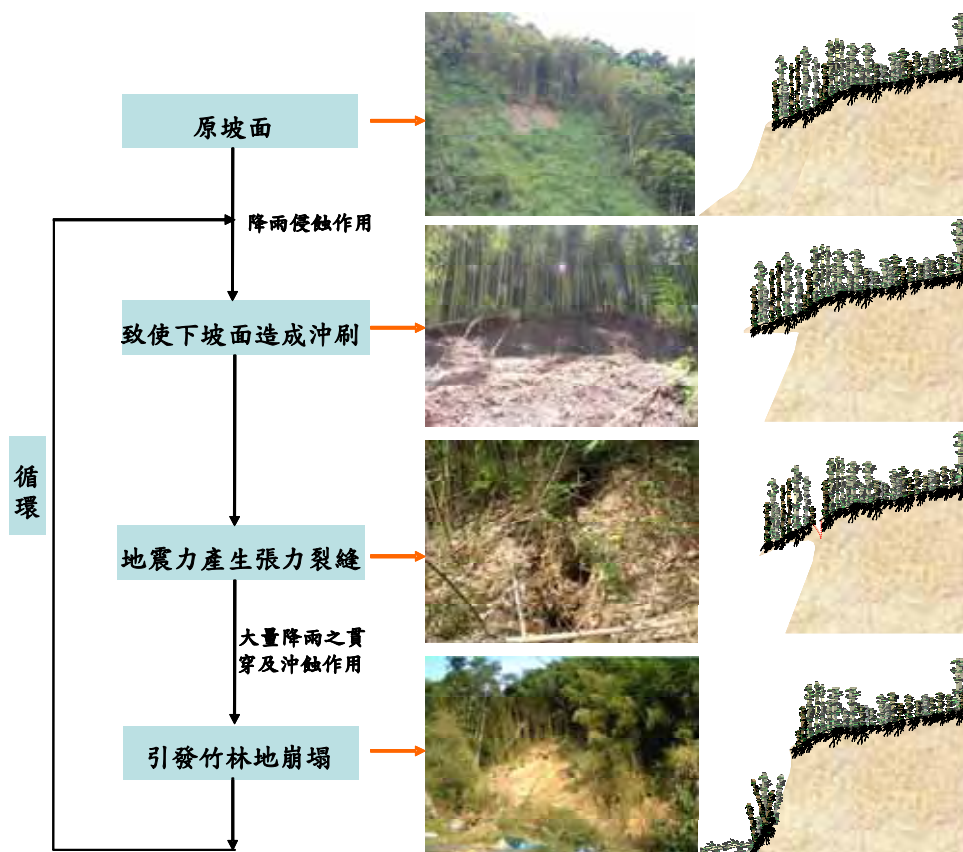 原坡面
降雨侵蝕作用
致使下坡面造成沖刷
循
環
地震力產生張力裂縫
大量降雨之貫
穿及沖蝕作用
引發竹林地崩塌